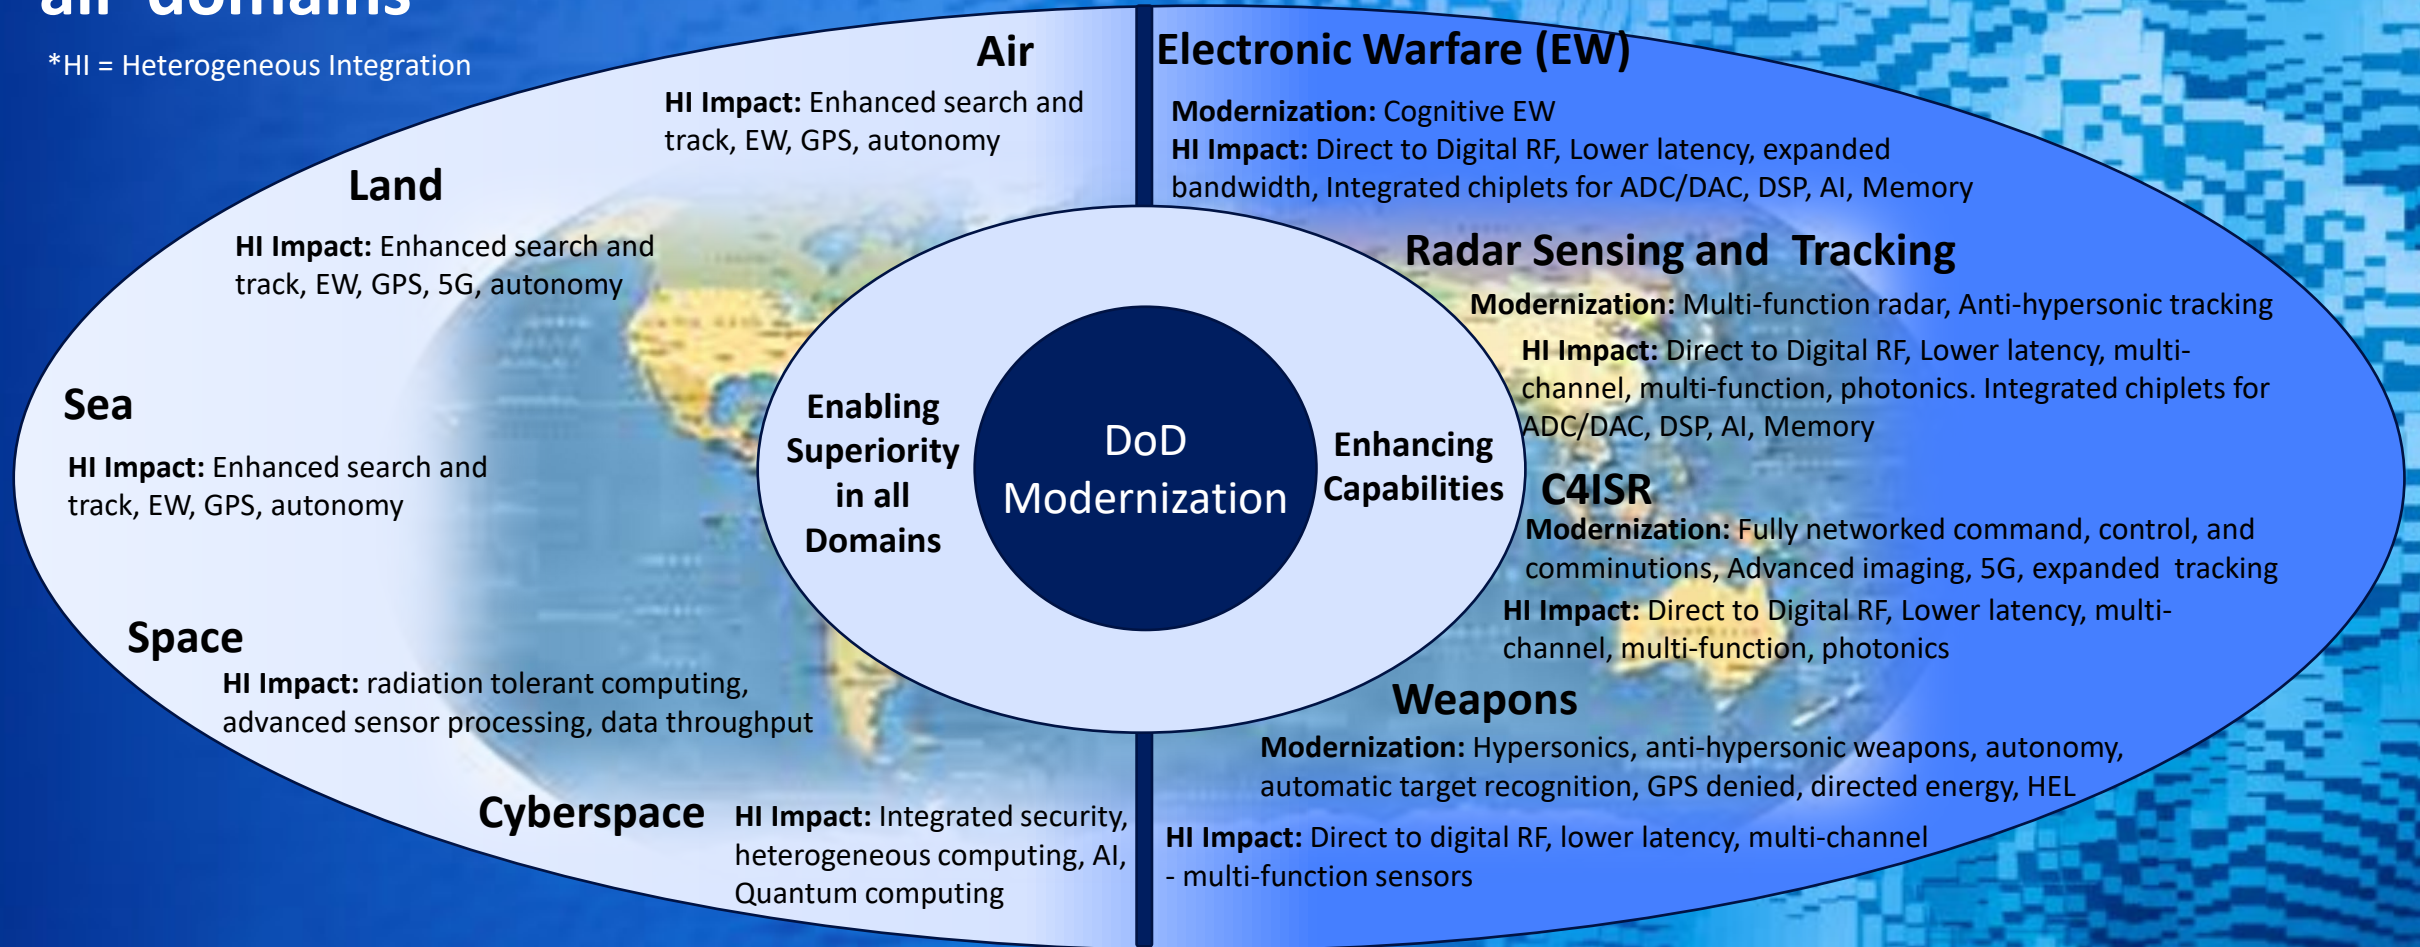 domains
*HI = Heterogeneous Integration
Air
HI Impact: Enhanced search and
track, EW, GPS, autonomy
Land
HI Impact: Enhanced search and
track, EW, GPS, 5G, autonomy
Sea
HI Impact: Enhanced search and
track, EW, GPS, autonomy
Space
HI Impact: radiation tolerant computing,
advanced sensor processing, data throughput
Cyberspace
HI Impact: Integrated security,
heterogeneous computing, AI,
Quantum computing
Enabling
Superiority
in all
Domains
DoD
Modernization
Enhancing
Capabilities
Electronic Warfare (EW)
Modernization: Cognitive EW
HI Impact: Direct to Digital RF, Lower latency, expanded
bandwidth, Integrated chiplets for ADC/DAC, DSP, AI, Memory
Radar Sensing and Tracking
Modernization: Multi-function radar, Anti-hypersonic tracking
HI Impact: Direct to Digital RF, Lower latency, multi-
channel, multi-function, photonics. Integrated chiplets for
ADC/DAC, DSP, AI, Memory
C4ISR
Modernization: Fully networked command, control, and
comminutions, Advanced imaging, 5G, expanded tracking
HI Impact: Direct to Digital RF, Lower latency, multi-
channel, multi-function, photonics
Weapons
Modernization: Hypersonics, anti-hypersonic weapons, autonomy,
automatic target recognition, GPS denied, directed energy, HEL
HI Impact: Direct to digital RF, lower latency, multi-channel
- multi-function sensors